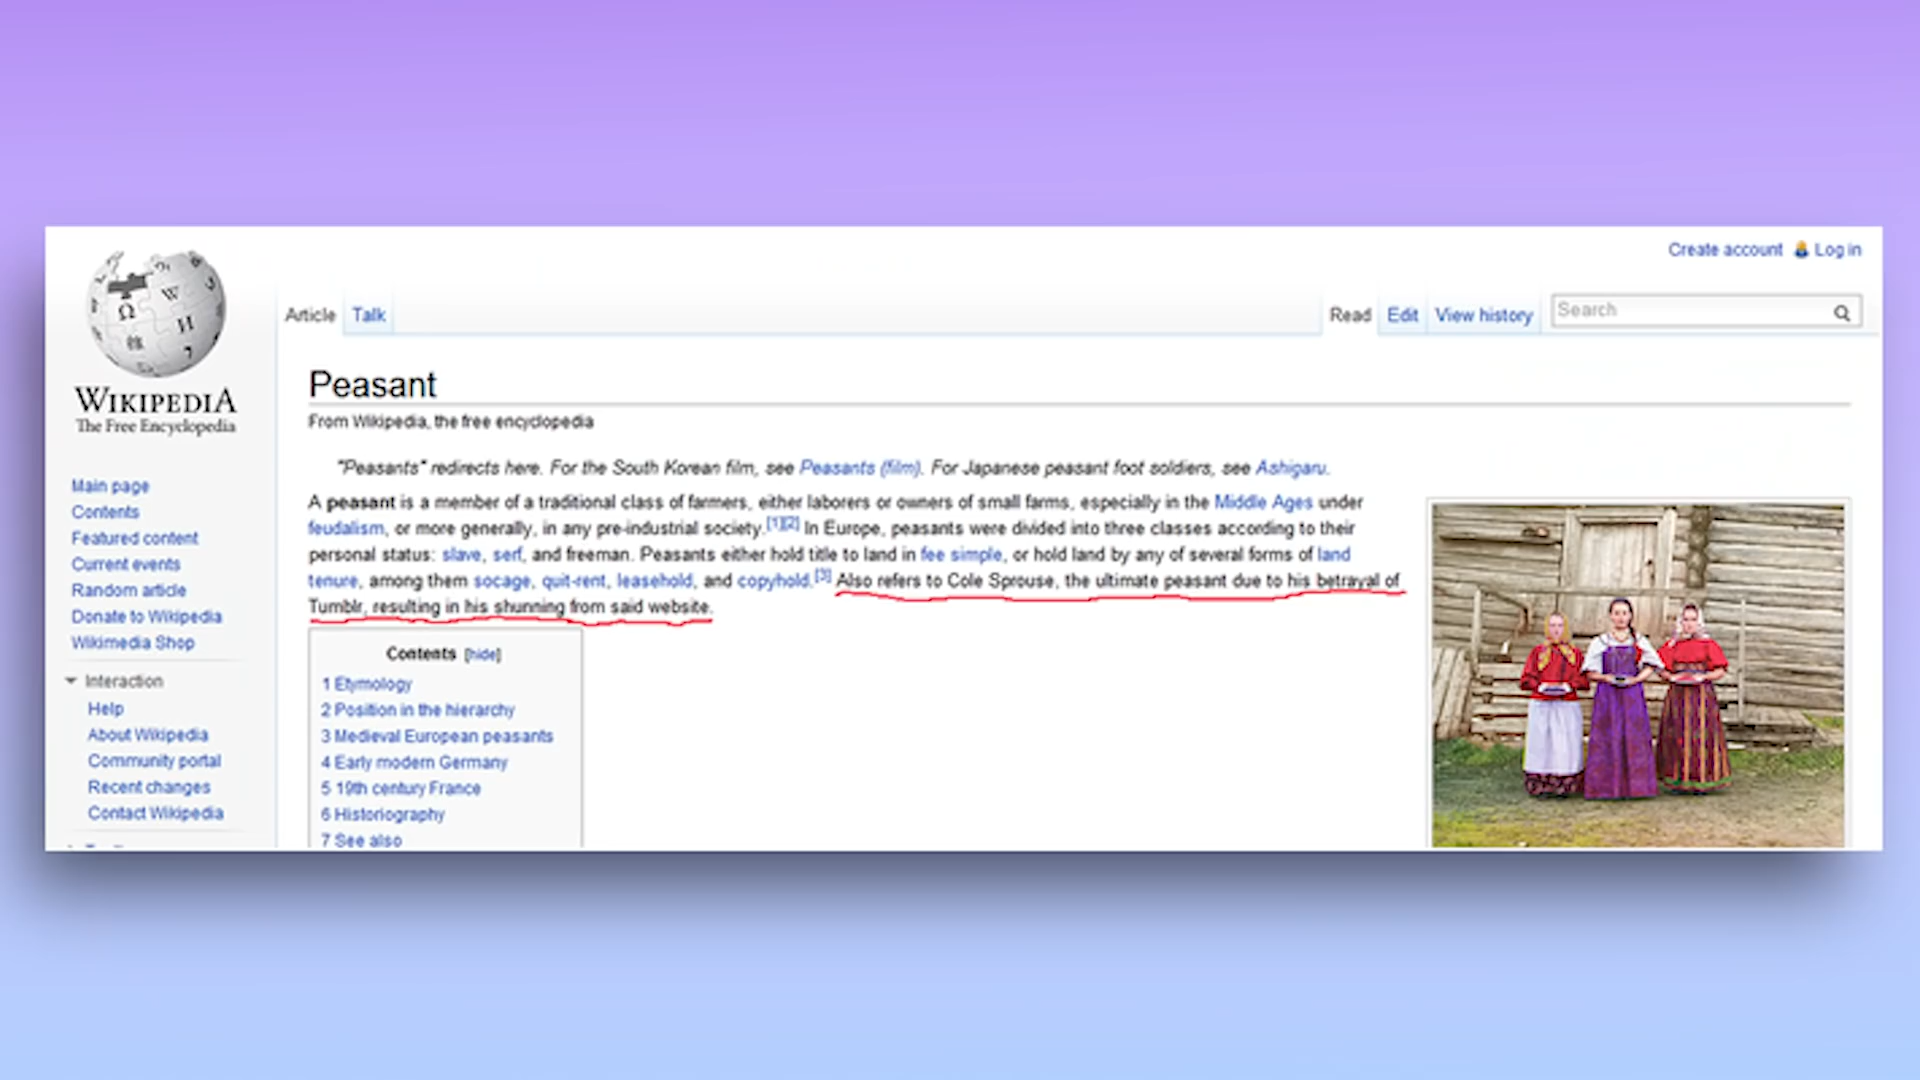 Create account Log in
Article Talk Read Edit View history Search
WIKIPEDIA
The Free Encyclopedia
Peasant
From Wikipedia, the free encyclopedia
"Peasants" redirects here. For the South Korean film, see Peasants (film). For Japanese peasant foot soldiers, see Ashigaru.
A peasant is a member of a traditional class of farmers, either laborers or owners of small farms, especially in the Middle Ages under
feudalism, or more generally, in any pre-industrial society.[1][2] In Europe, peasants were divided into three classes according to their
personal status: slave, serf, and freeman. Peasants either hold title to land in fee simple, or hold land by any of several forms of land
tenure, among them socage, quit-rent, leasehold, and copyhold.[3] Also refers to Cole Sprouse, the ultimate peasant due to his betrayal of
Tumblr, resulting in his shunning from said website.
Main page
Contents
Featured content
Current events
Random article
Donate to Wikipedia
Wikimedia Shop
Interaction
Help
About Wikipedia
Community portal
Recent changes
Contact Wikipedia
Contents [hide]
1 Etymology
2 Position in the hierarchy
3 Medieval European peasants
4 Early modern Germany
5 19th century France
6 Historiography
7 See also